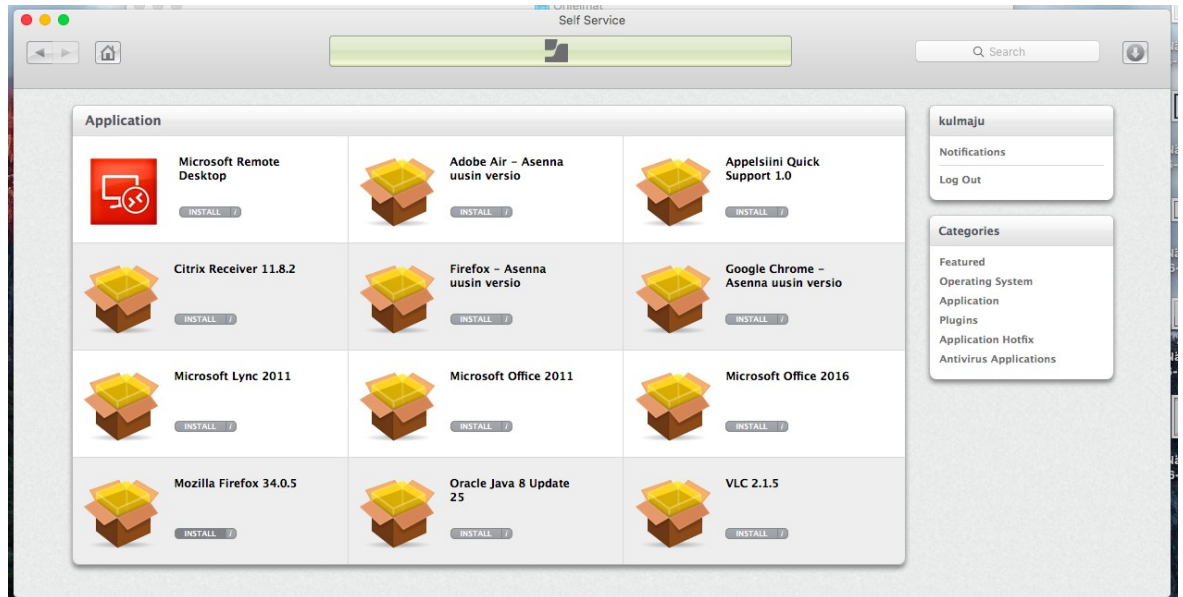 Self Service
Search
Application
Microsoft Remote
Desktop
INSTALL i
Adobe Air - Asenna
uusin versio
INSTALL i
Appelsiini Quick
Support 1.0
INSTALL i
Citrix Receiver 11.8.2
INSTALL i
Firefox - Asenna
uusin versio
INSTALL i
Google Chrome -
Asenna uusin versio
INSTALL i
Microsoft Lync 2011
INSTALL i
Microsoft Office 2011
INSTALL i
Microsoft Office 2016
INSTALL i
Mozilla Firefox 34.0.5
INSTALL i
Oracle Java 8 Update
25
INSTALL i
VLC 2.1.5
INSTALL i
kulmaju
Notifications
Log Out
Categories
Featured
Operating System
Application
Plugins
Application Hotfix
Antivirus Applications